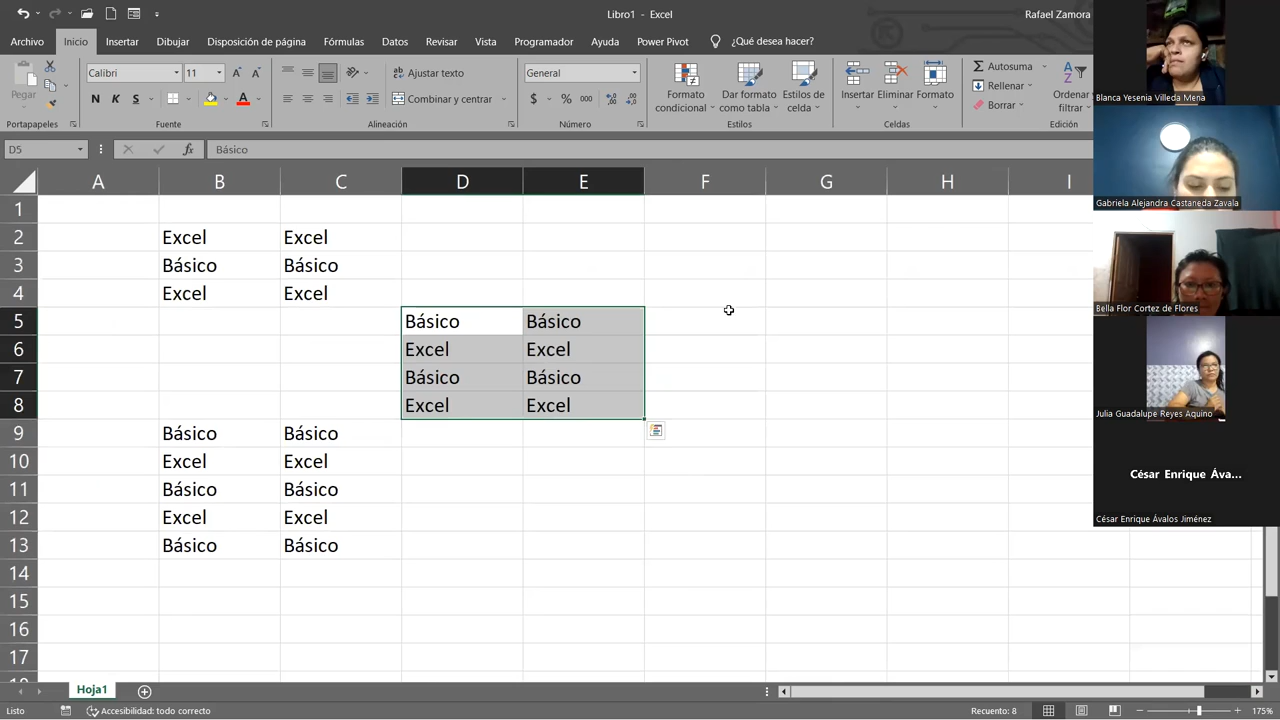 Libro1 - Excel
Rafael Zamora
Archivo Inicio Insertar Dibujar Disposición de página Fórmulas Datos Revisar Vista Programador Ayuda Power Pivot ¿Qué desea hacer?
Pegar
Calibri 11
N K S
Ajustar texto
Combinar y centrar
General
$ % 000
Formato condicional
Dar formato como tabla
Estilos de celda
Insertar Eliminar Formato
Autosuma
Rellenar
Borrar
Ordenar filtrar
Portapapeles Fuente Alineación Número Estilos Celdas Edición
D5 fx Básico
A B C D E F G H I
1
2 Excel Excel
3 Básico Básico
4 Excel Excel
5 Básico Básico
6 Excel Excel
7 Básico Básico
8 Excel Excel
9 Básico Básico
10 Excel Excel
11 Básico Básico
12 Excel Excel
13 Básico Básico
14
15
16
17
Hoja1
Listo Accesibilidad: todo correcto Recuento: 8 175%
Blanca Yesenia Villeda Mena
Gabriela Alejandra Castaneda Zavala
Bella Flor Cortez de Flores
Julia Guadalupe Reyes Aquino
César Enrique Áva...
César Enrique Ávalos Jiménez